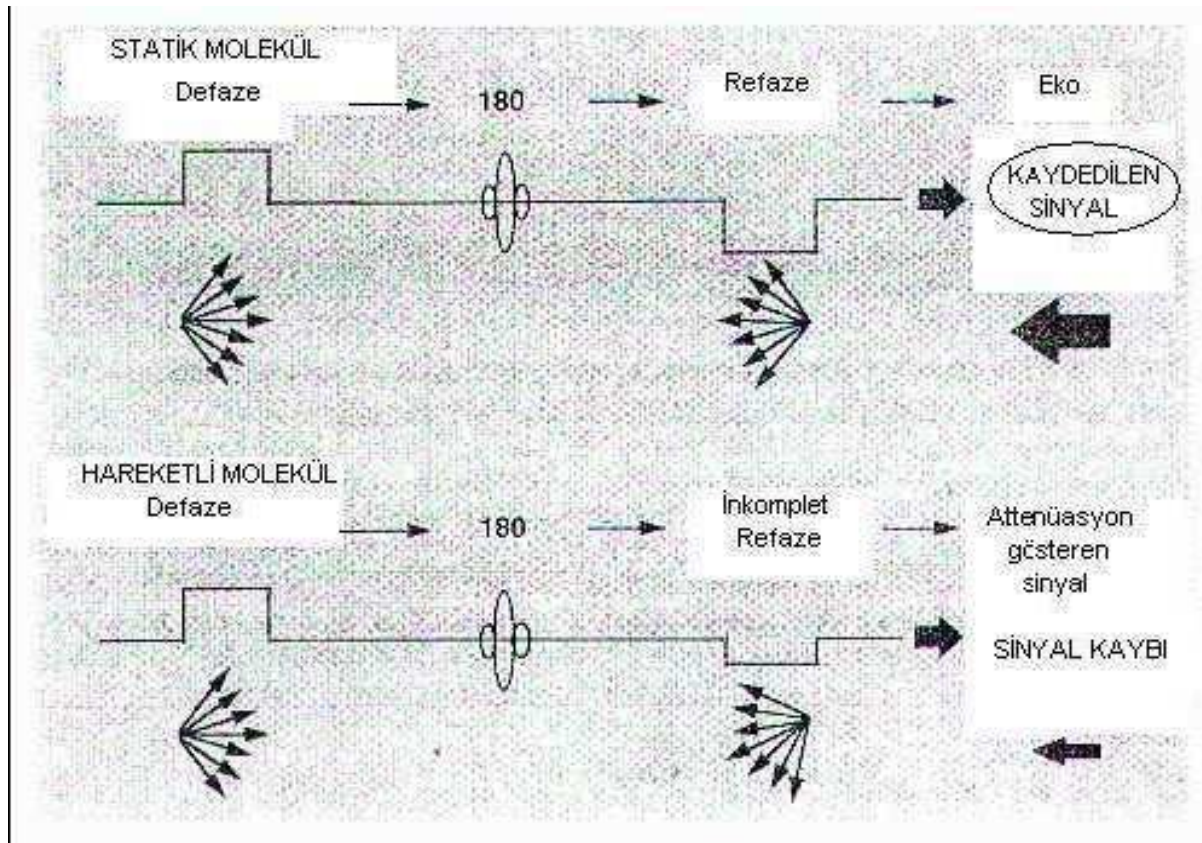 STATİK MOLEKÜL
Defaze
180
Refaze
Eko
KAYDEDİLEN
SİNYAL
HAREKETLİ MOLEKÜL
Defaze
180
İnkomplet
Refaze
Attenüasyon
gösteren
sinyal
SİNYAL KAYBI